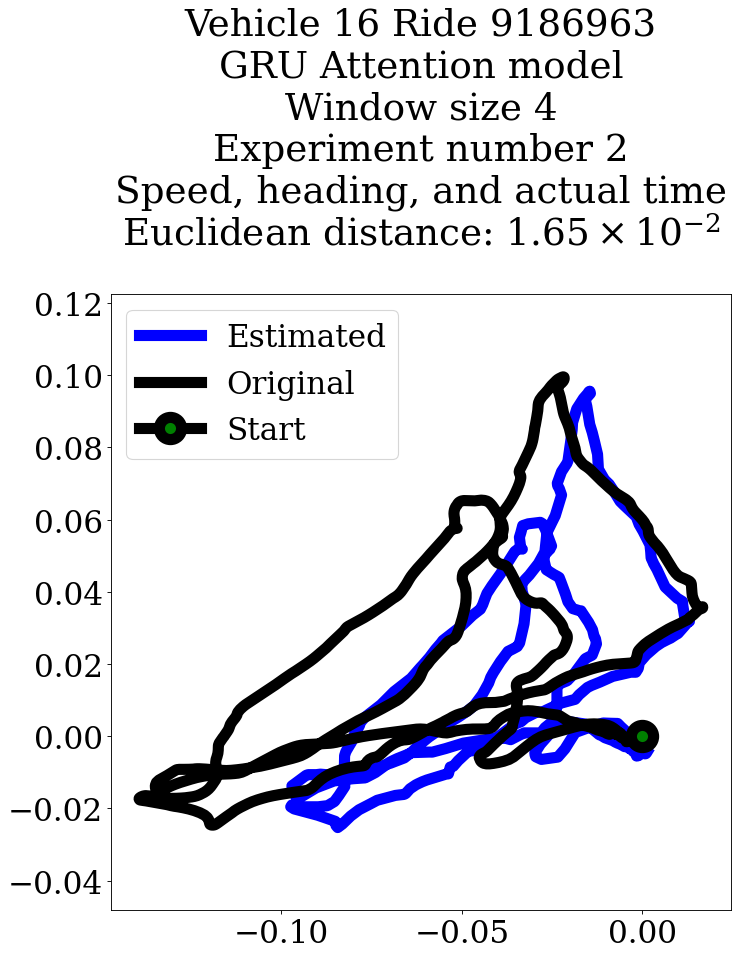 Vehicle 16 Ride 9186963
GRU Attention model
Window size 4
Experiment number 2
Speed, heading, and actual time
Euclidean distance: 1.65 × 10⁻²
0.12
Estimated
0.10
Original
0.08
Start
0.06
0.04
0.02
0.00
−0.02
−0.04
−0.10 −0.05 0.00